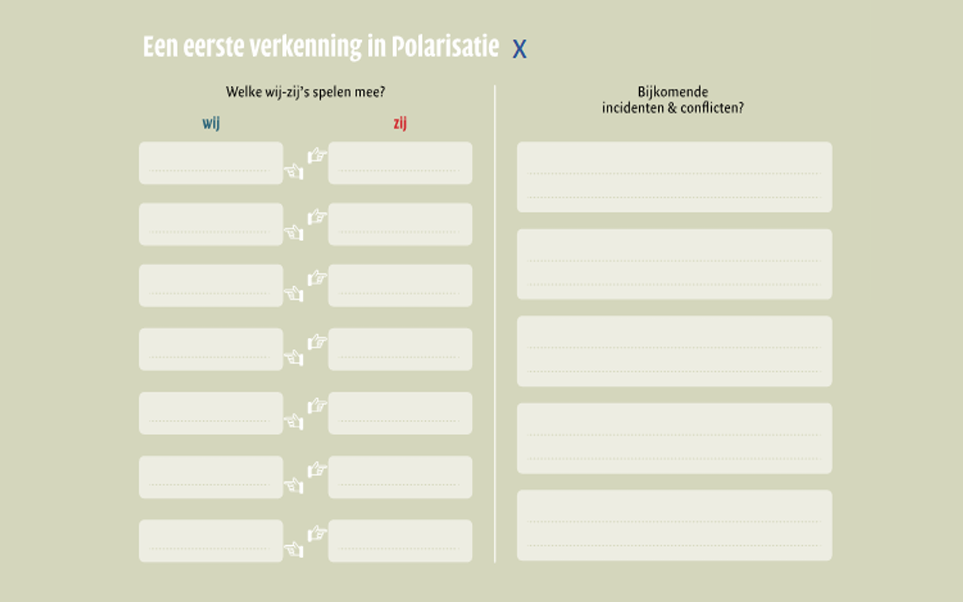 Een eerste verkenning in Polarisatie X
Welke wij-zij's spelen mee?
wij
zij
Bijkomende
incidenten & conflicten?